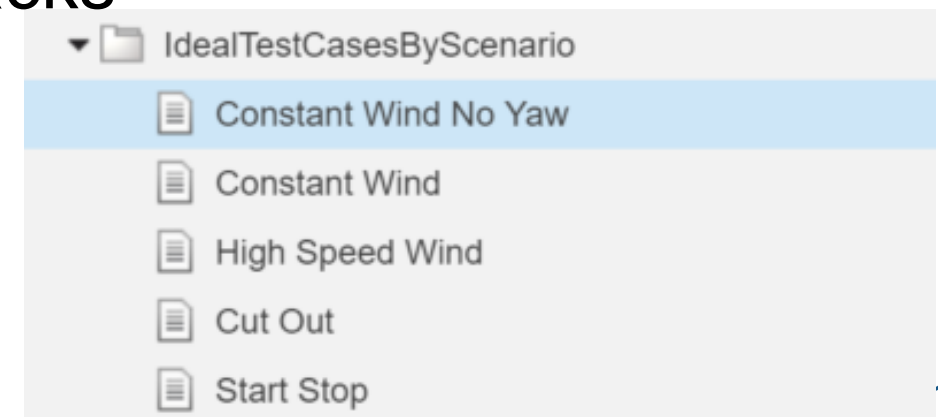 IdealTestCasesByScenario
Constant Wind No Yaw
Constant Wind
High Speed Wind
Cut Out
Start Stop